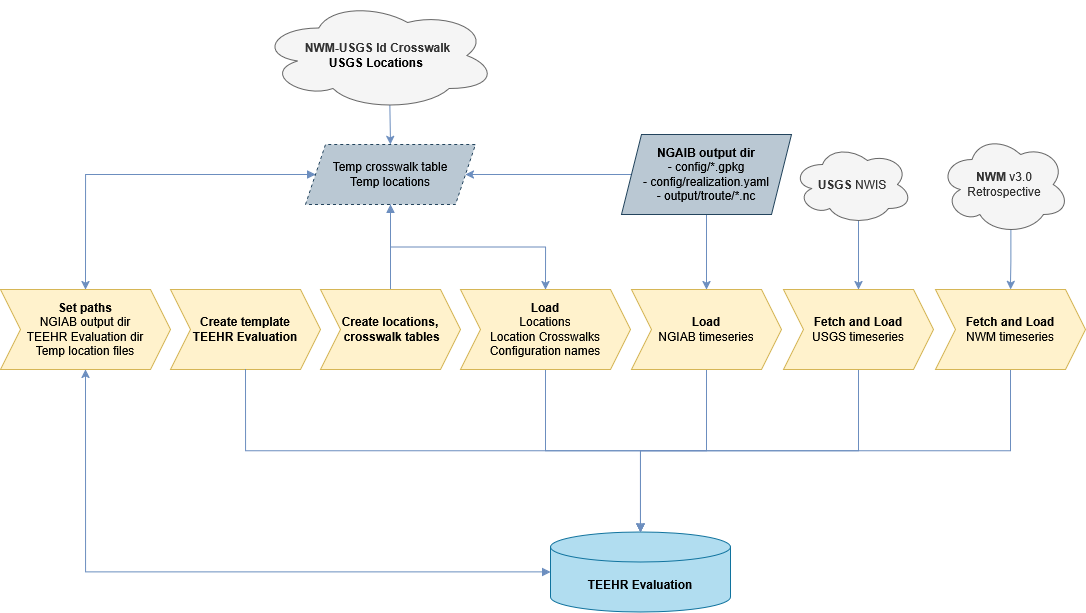 NWM-USGS Id Crosswalk
USGS Locations
Temp crosswalk table
Temp locations
NGAIB output dir
- config/*.gpkg
- config/realization.yaml
- output/troute/*.nc
USGS NWIS
NWM v3.0
Retrospective
Set paths
NGIAB output dir
TEEHR Evaluation dir
Temp location files
Create template
TEEHR Evaluation
Create locations,
crosswalk tables
Load
Locations
Location Crosswalks
Configuration names
Load
NGIAB timeseries
Fetch and Load
USGS timeseries
Fetch and Load
NWM timeseries
TEEHR Evaluation